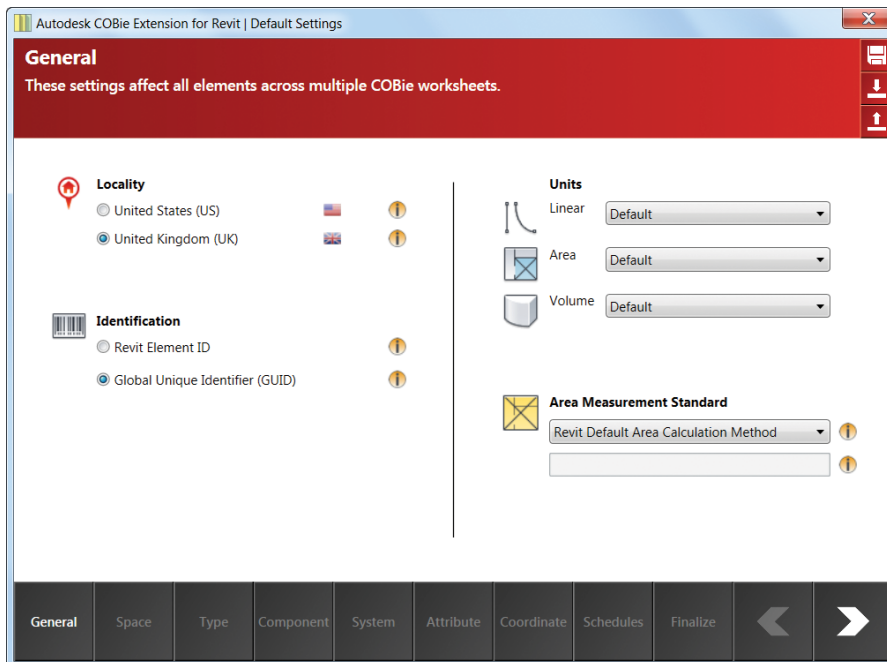 Autodesk COBie Extension for Revit | Default Settings
General
These settings affect all elements across multiple COBie worksheets.
Locality
United States (US)
United Kingdom (UK)
Identification
Revit Element ID
Global Unique Identifier (GUID)
Units
Linear
Default
Area
Default
Volume
Default
Area Measurement Standard
Revit Default Area Calculation Method
General
Space
Type
Component
System
Attribute
Coordinate
Schedules
Finalize